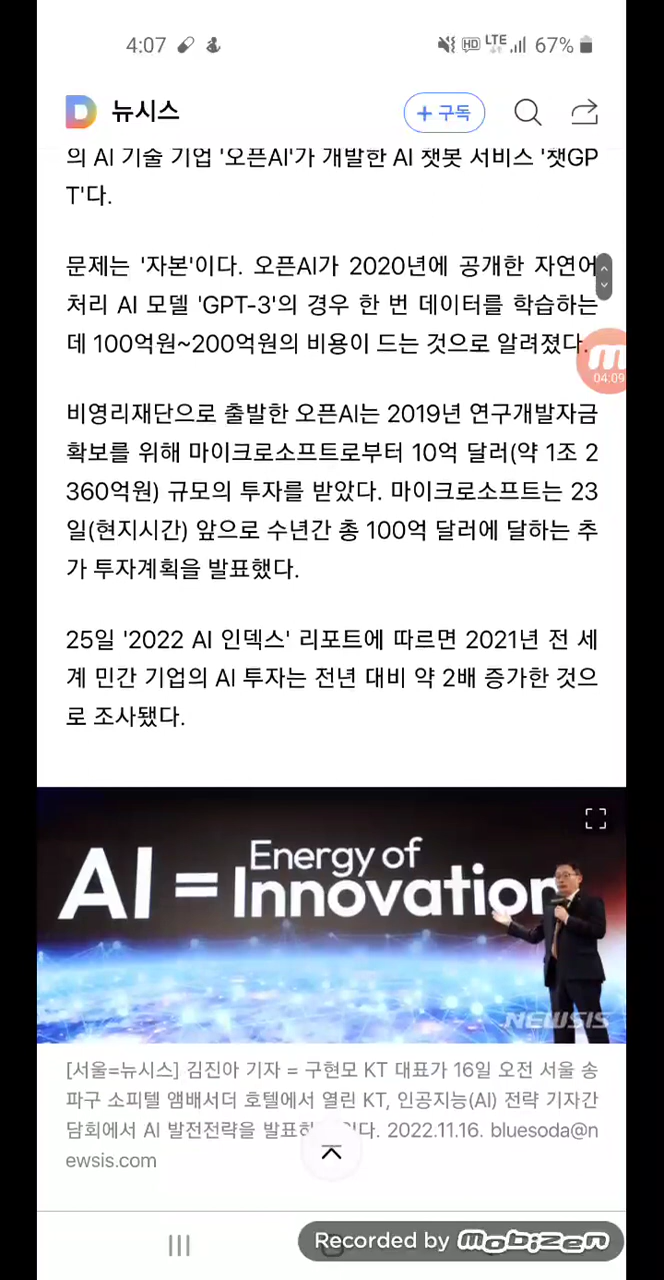 4:07
HD LTE 67%
뉴시스
+ 구독
의 AI 기술 기업 '오픈AI'가 개발한 AI 챗봇 서비스 '챗GP
T'다.
문제는 '자본'이다. 오픈AI가 2020년에 공개한 자연어
처리 AI 모델 'GPT-3'의 경우 한 번 데이터를 학습하는
데 100억원~200억원의 비용이 드는 것으로 알려졌다.
04:09
비영리재단으로 출발한 오픈AI는 2019년 연구개발자금
확보를 위해 마이크로소프트로부터 10억 달러(약 1조 2
360억원) 규모의 투자를 받았다. 마이크로소프트는 23
일(현지시간) 앞으로 수년간 총 100억 달러에 달하는 추
가 투자계획을 발표했다.
25일 '2022 AI 인덱스' 리포트에 따르면 2021년 전 세
계 민간 기업의 AI 투자는 전년 대비 약 2배 증가한 것으
로 조사됐다.
AI = Energy of
Innovation
NEWSIS
[서울=뉴시스] 김진아 기자 = 구현모 KT 대표가 16일 오전 서울 송
파구 소피텔 앰배서더 호텔에서 열린 KT, 인공지능(AI) 전략 기자간
담회에서 AI 발전전략을 발표하 다. 2022.11.16. bluesoda@n
ewsis.com
Recorded by mobizen